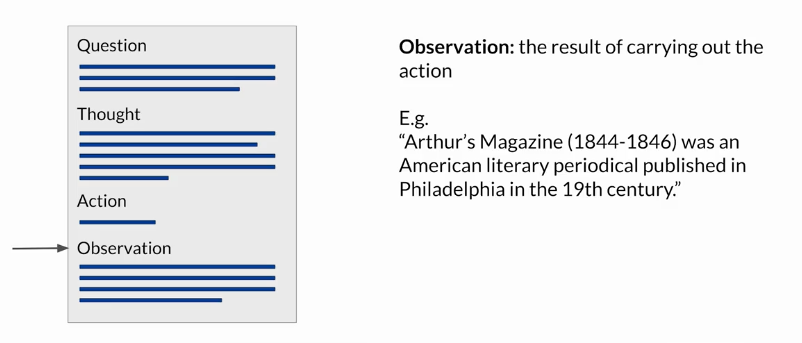 Question
Thought
Action
Observation
Observation: the result of carrying out the
action
E.g.
“Arthur’s Magazine (1844-1846) was an
American literary periodical published in
Philadelphia in the 19th century.”